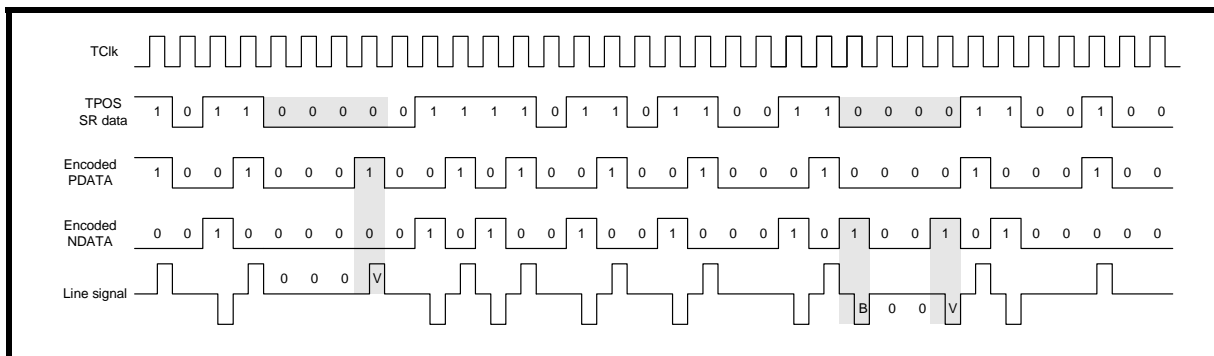 TClk
TPOS
SR data
1 0 1 1 0 0 0 0 0 1 1 1 1 0 1 1 0 1 1 0 0 1 1 0 0 0 0 1 1 0 0 1 0 0
Encoded
PDATA
1 0 0 1 0 0 0 1 0 0 1 0 1 0 0 1 0 0 1 0 0 0 1 0 0 0 0 1 0 0 0 1 0 0
Encoded
NDATA
0 0 1 0 0 0 0 0 0 1 0 1 0 0 1 0 0 1 0 0 0 1 0 1 0 0 1 0 1 0 0 0 0 0
Line signal
0 0 0 V
B 0 0 V